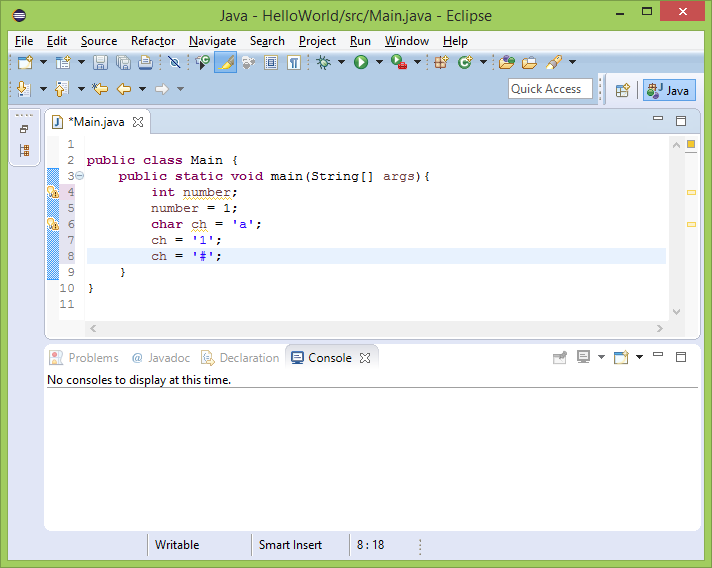 Java - HelloWorld/src/Main.java - Eclipse
File Edit Source Refactor Navigate Search Project Run Window Help
Quick Access
Java
*Main.java
1
2 public class Main {
3 public static void main(String[] args){
4 int number;
5 number = 1;
6 char ch = 'a';
7 ch = '1';
8 ch = '#';
9 }
10 }
11
Problems @ Javadoc Declaration Console
No consoles to display at this time.
Writable Smart Insert 8 : 18